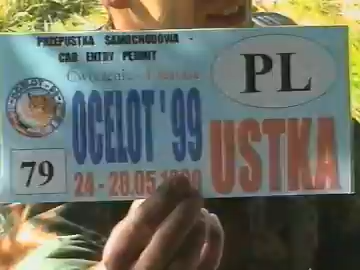 PRZEPUSTKA SAMOCHODOWA -
CAR ENTRY PERMIT
PL
OCELOT '99
USTKA
79
24-28.05.1999